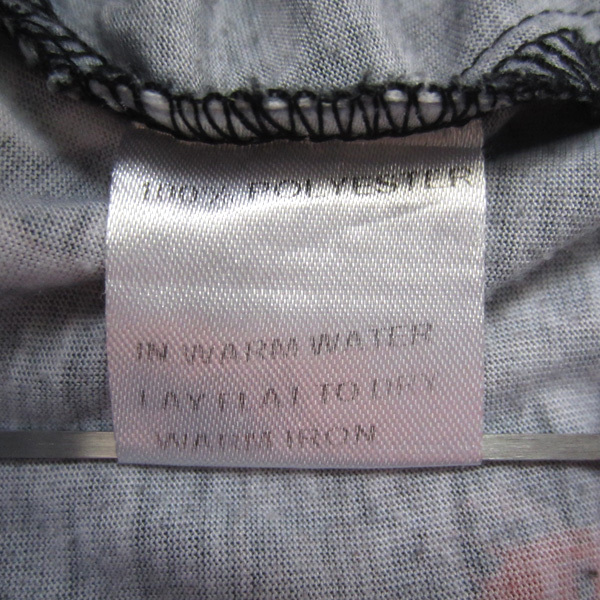 100% POLYESTER
IN WARM WATER
LAY FLAT TO DRY
WARM IRON